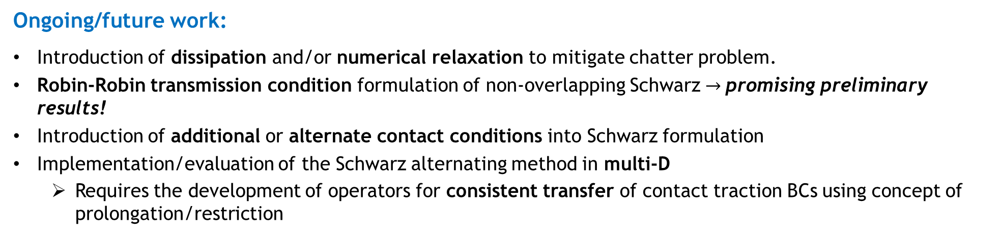 Ongoing/future work:
• Introduction of dissipation and/or numerical relaxation to mitigate chatter problem.
• Robin-Robin transmission condition formulation of non-overlapping Schwarz → promising preliminary
results!
• Introduction of additional or alternate contact conditions into Schwarz formulation
• Implementation/evaluation of the Schwarz alternating method in multi-D
➢ Requires the development of operators for consistent transfer of contact traction BCs using concept of
prolongation/restriction